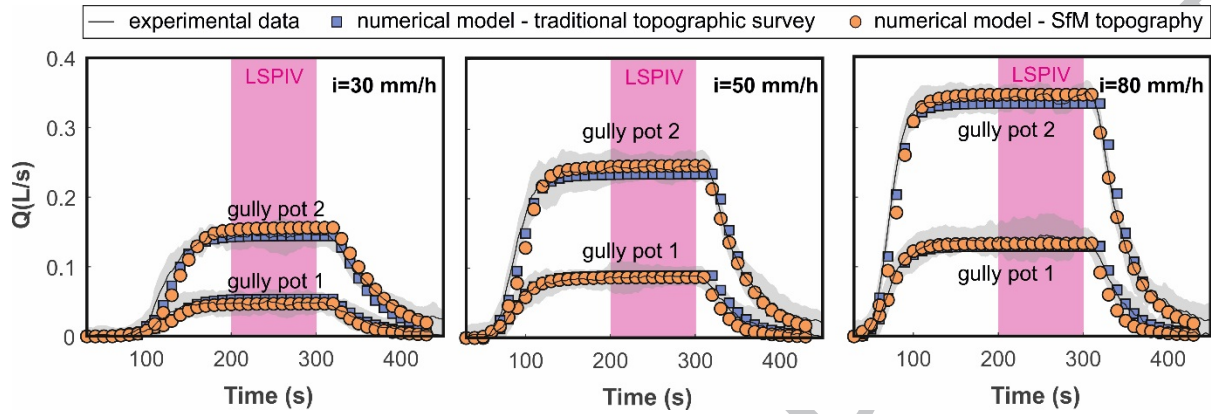 experimental data numerical model - traditional topographic survey numerical model - SfM topography
0.4
0.3
0.2
0.1
0
Q(L/s)
LSPIV
i=30 mm/h
gully pot 2
gully pot 1
100 200 300 400
Time (s)
LSPIV
i=50 mm/h
gully pot 2
gully pot 1
100 200 300 400
Time (s)
LSPIV
i=80 mm/h
gully pot 2
gully pot 1
100 200 300 400
Time (s)